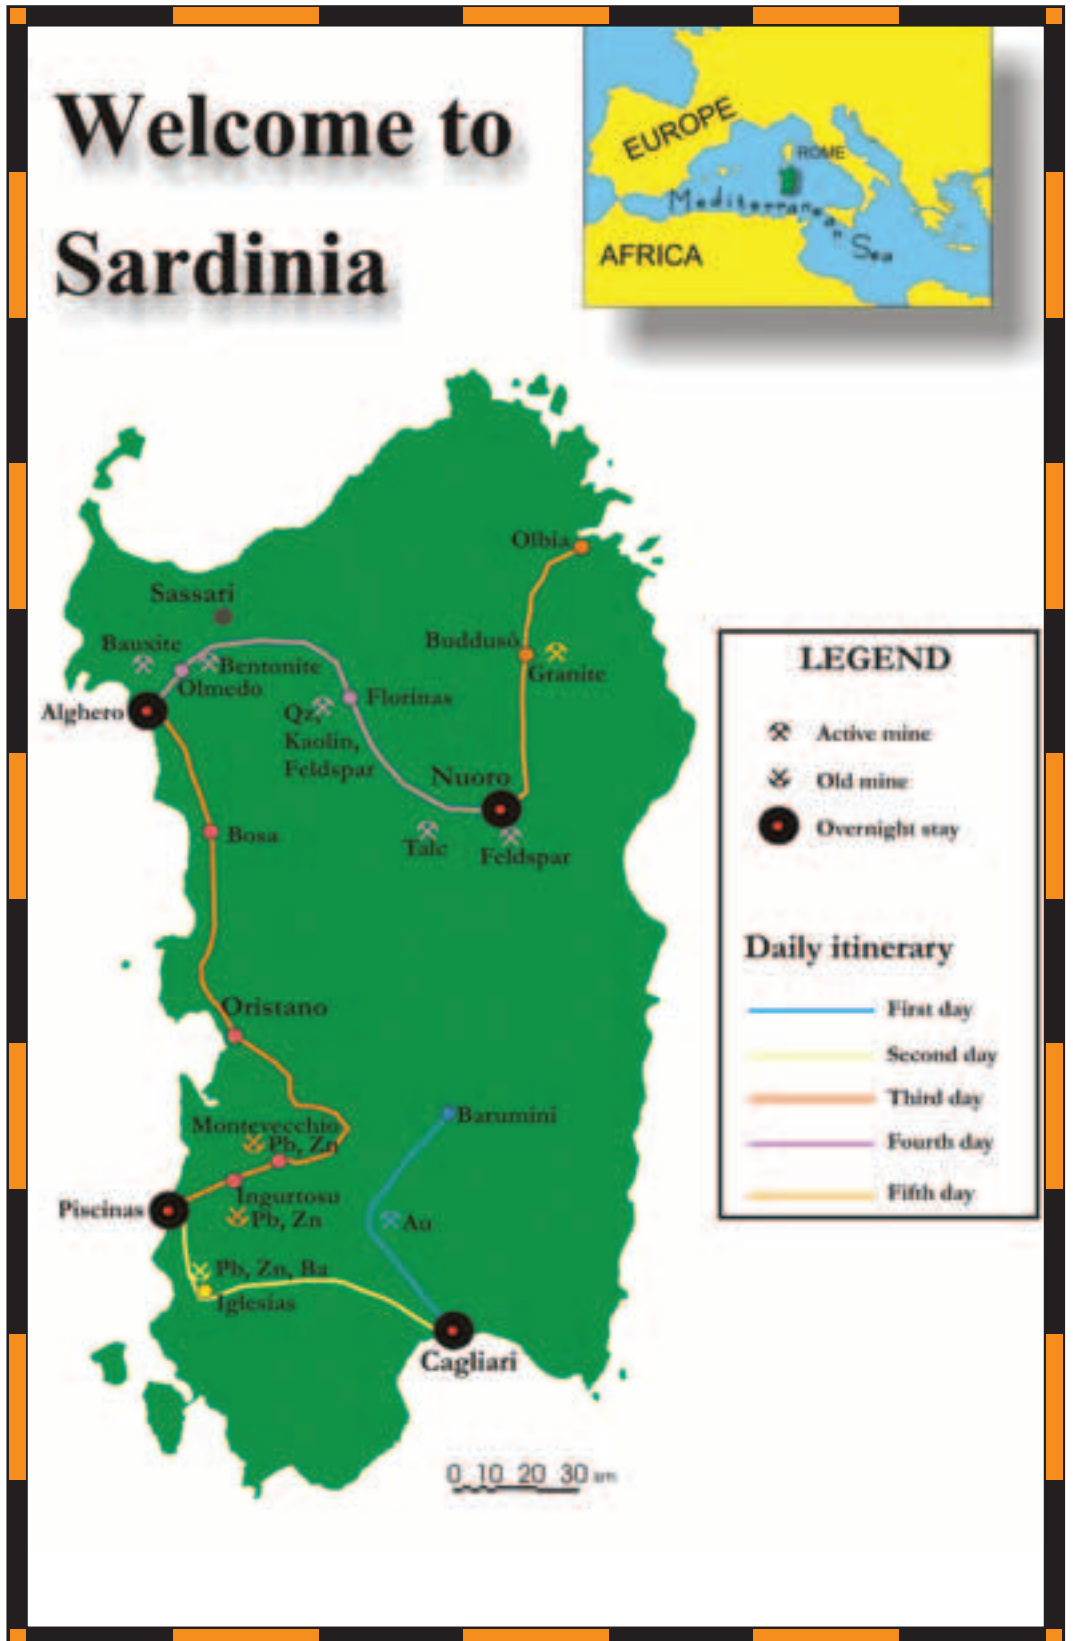 Welcome to
Sardinia
EUROPE
ROME
Mediterranean
Sea
AFRICA
Olbia
Sassari
Buddusò
Granite
Bauxite
Bentonite
Olmedo
Alghero
Florinas
Qz,
Kaolin,
Feldspar
Nuoro
Talc
Feldspar
Bosa
Oristano
Barumini
Montevecchio
Pb, Zn
Ingurtosu
Piscinas
Pb, Zn
Au
Pb, Zn, Ba
Iglesias
Cagliari
0 10 20 30 km
LEGEND
Active mine
Old mine
Overnight stay
Daily itinerary
First day
Second day
Third day
Fourth day
Fifth day